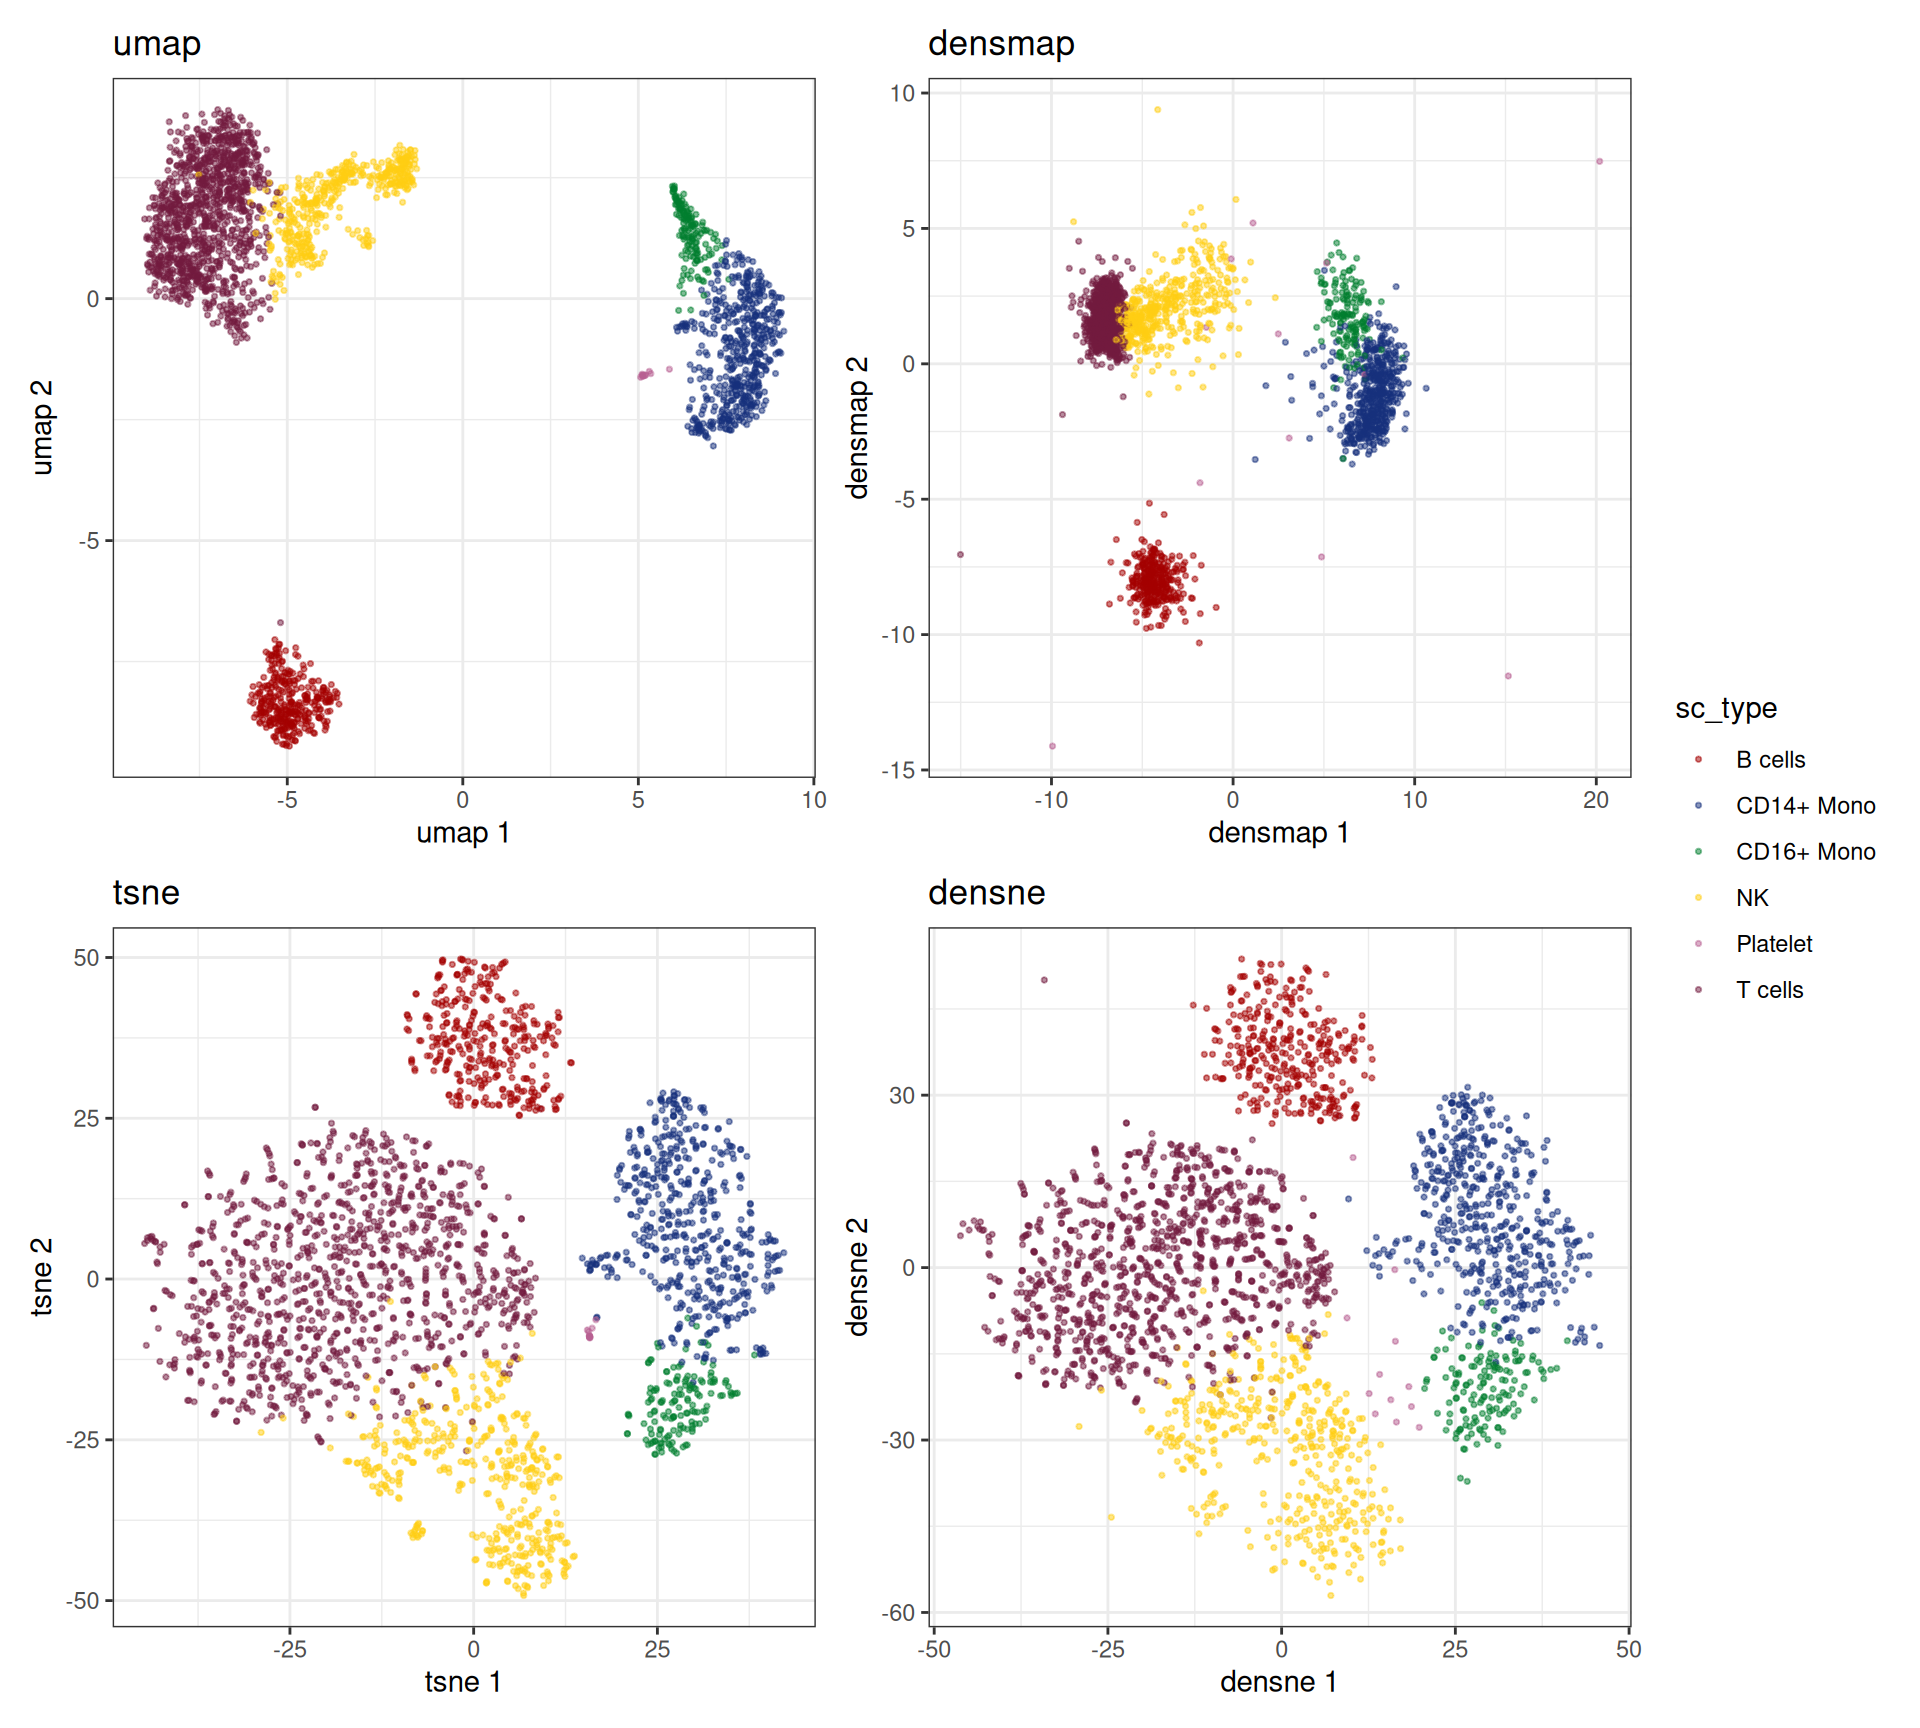 umap
umap 2
0
-5
-5
0
5
10
umap 1
densmap
densmap 2
10
5
0
-5
-10
-15
-10
0
10
20
densmap 1
tsne
tsne 2
50
25
0
-25
-50
-25
0
25
tsne 1
densne
densne 2
30
0
-30
-60
-50
-25
0
25
50
densne 1
sc_type
B cells
CD14+ Mono
CD16+ Mono
NK
Platelet
T cells